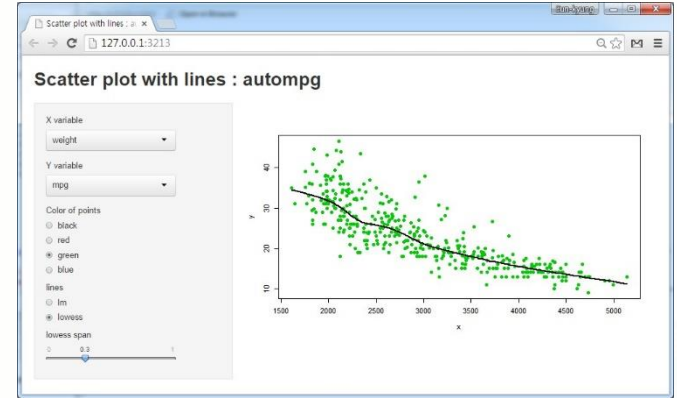 Scatter plot with lines : a
127.0.0.1:3213
Scatter plot with lines : autompg
X variable
weight
Y variable
mpg
Color of points
black
red
green
blue
lines
lm
lowess
lowess span
0 0.3 1
40
30
20
10
y
1500 2000 2500 3000 3500 4000 4500 5000
x